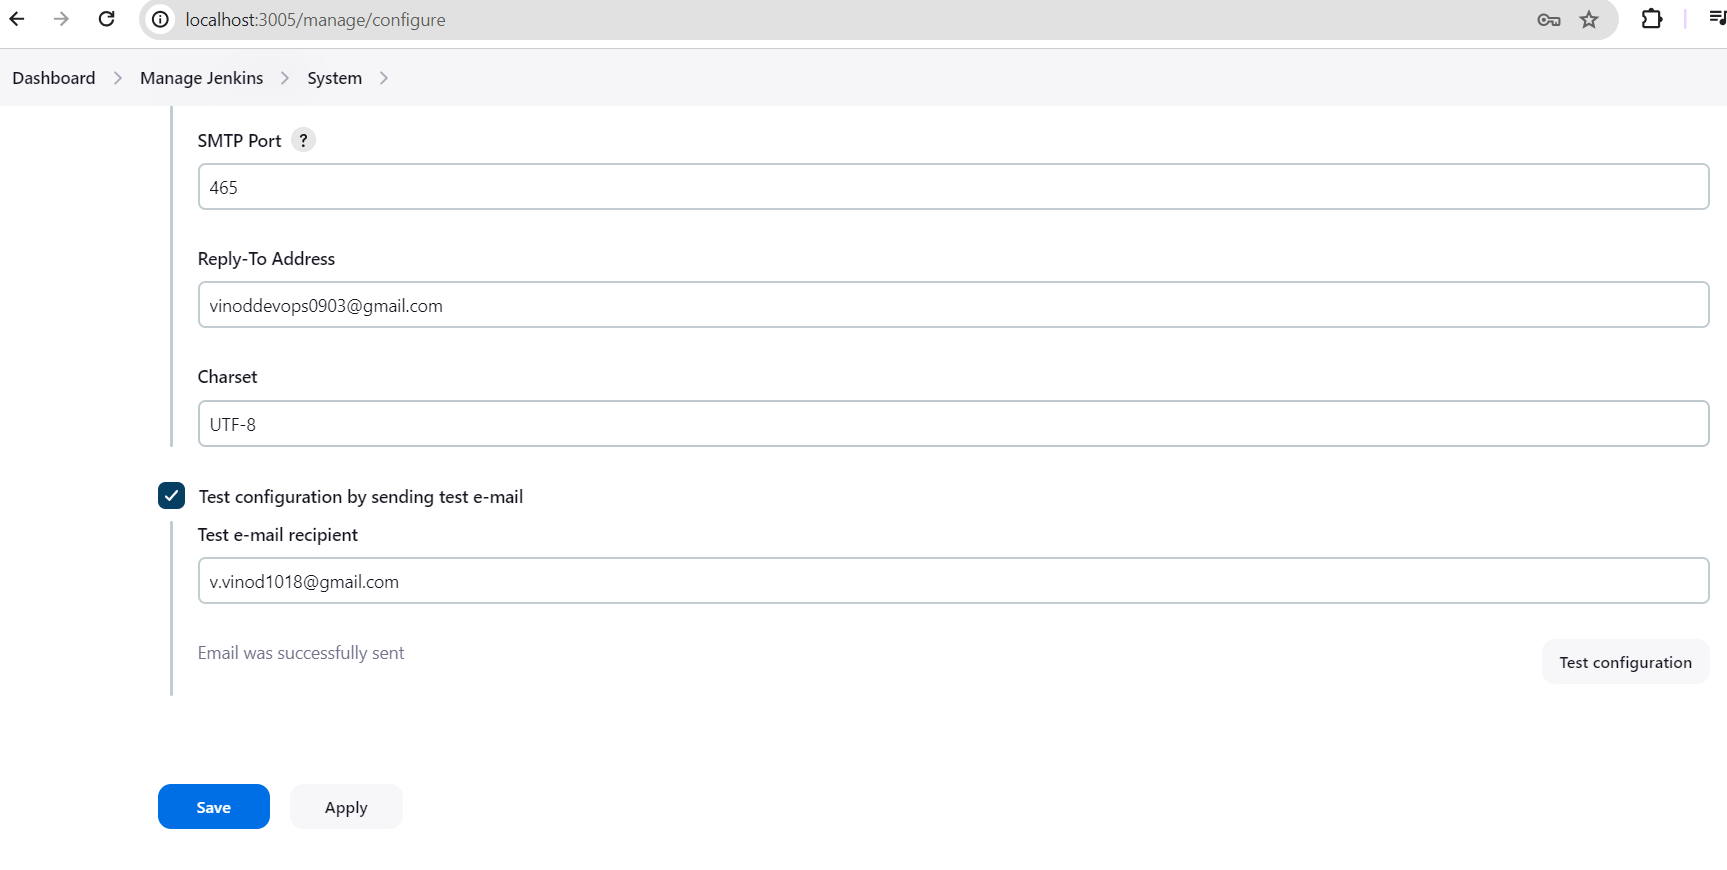 localhost:3005/manage/configure
Dashboard > Manage Jenkins > System >
SMTP Port ?
465
Reply-To Address
vinoddevops0903@gmail.com
Charset
UTF-8
Test configuration by sending test e-mail
Test e-mail recipient
v.vinod1018@gmail.com
Email was successfully sent
Test configuration
Save Apply